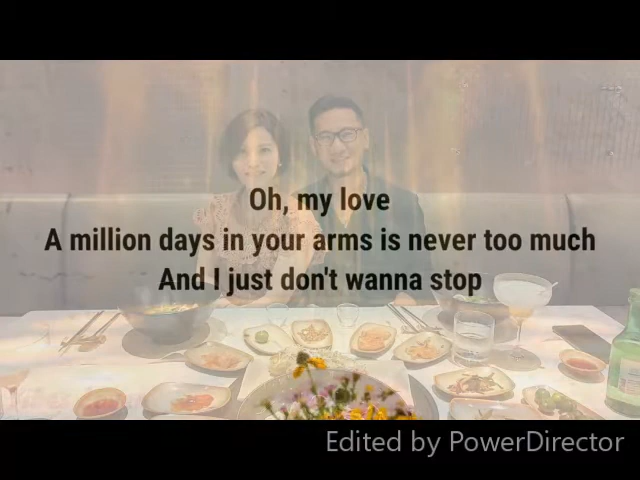 Oh, my love
A million days in your arms is never too much
And I just don't wanna stop
Edited by PowerDirector